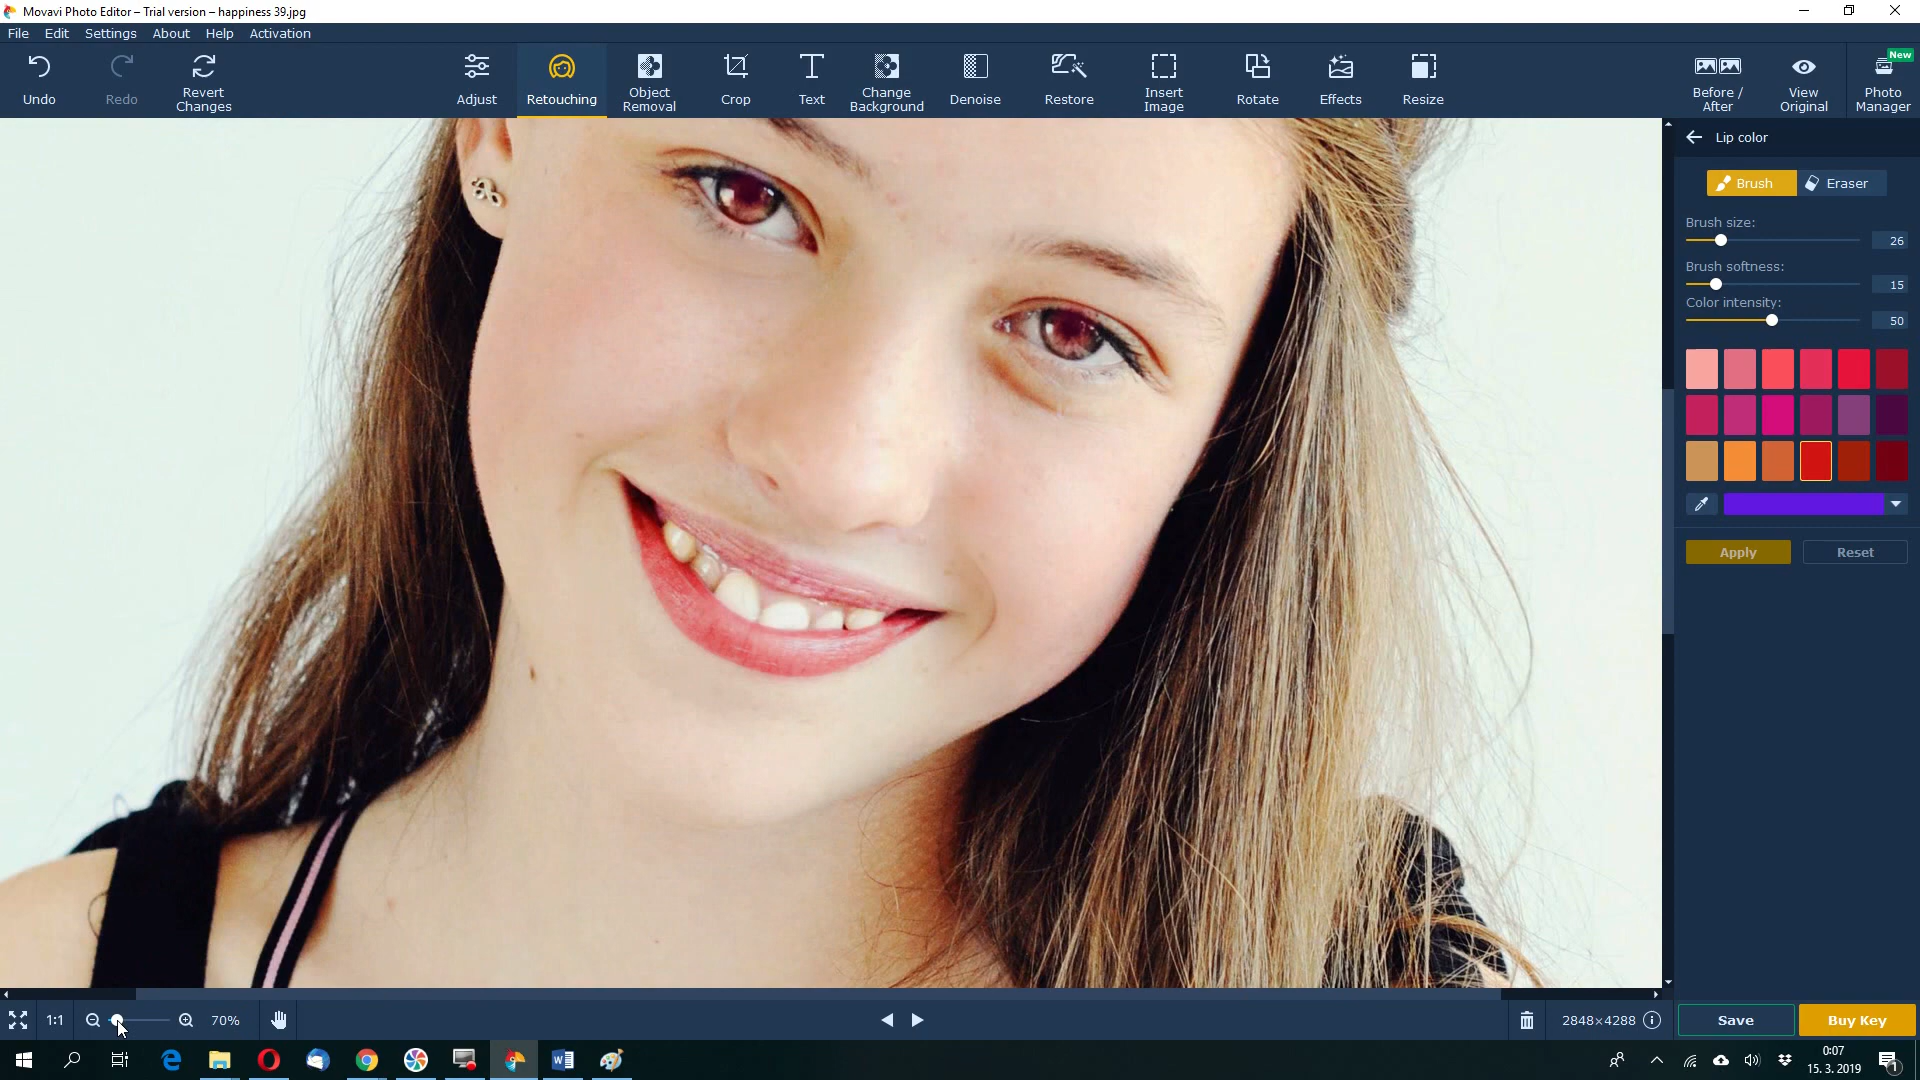 Movavi Photo Editor – Trial version – happiness 39.jpg
File Edit Settings About Help Activation
Undo
Redo
Revert
Changes
Adjust
Retouching
Object
Removal
Crop
Text
Change
Background
Denoise
Restore
Insert
Image
Rotate
Effects
Resize
Before /
After
View
Original
New
Photo
Manager
Lip color
Brush
Eraser
Brush size:
26
Brush softness:
15
Color intensity:
50
Apply
Reset
1:1
70%
2848×4288
Save
Buy Key
0:07
15. 3. 2019
1